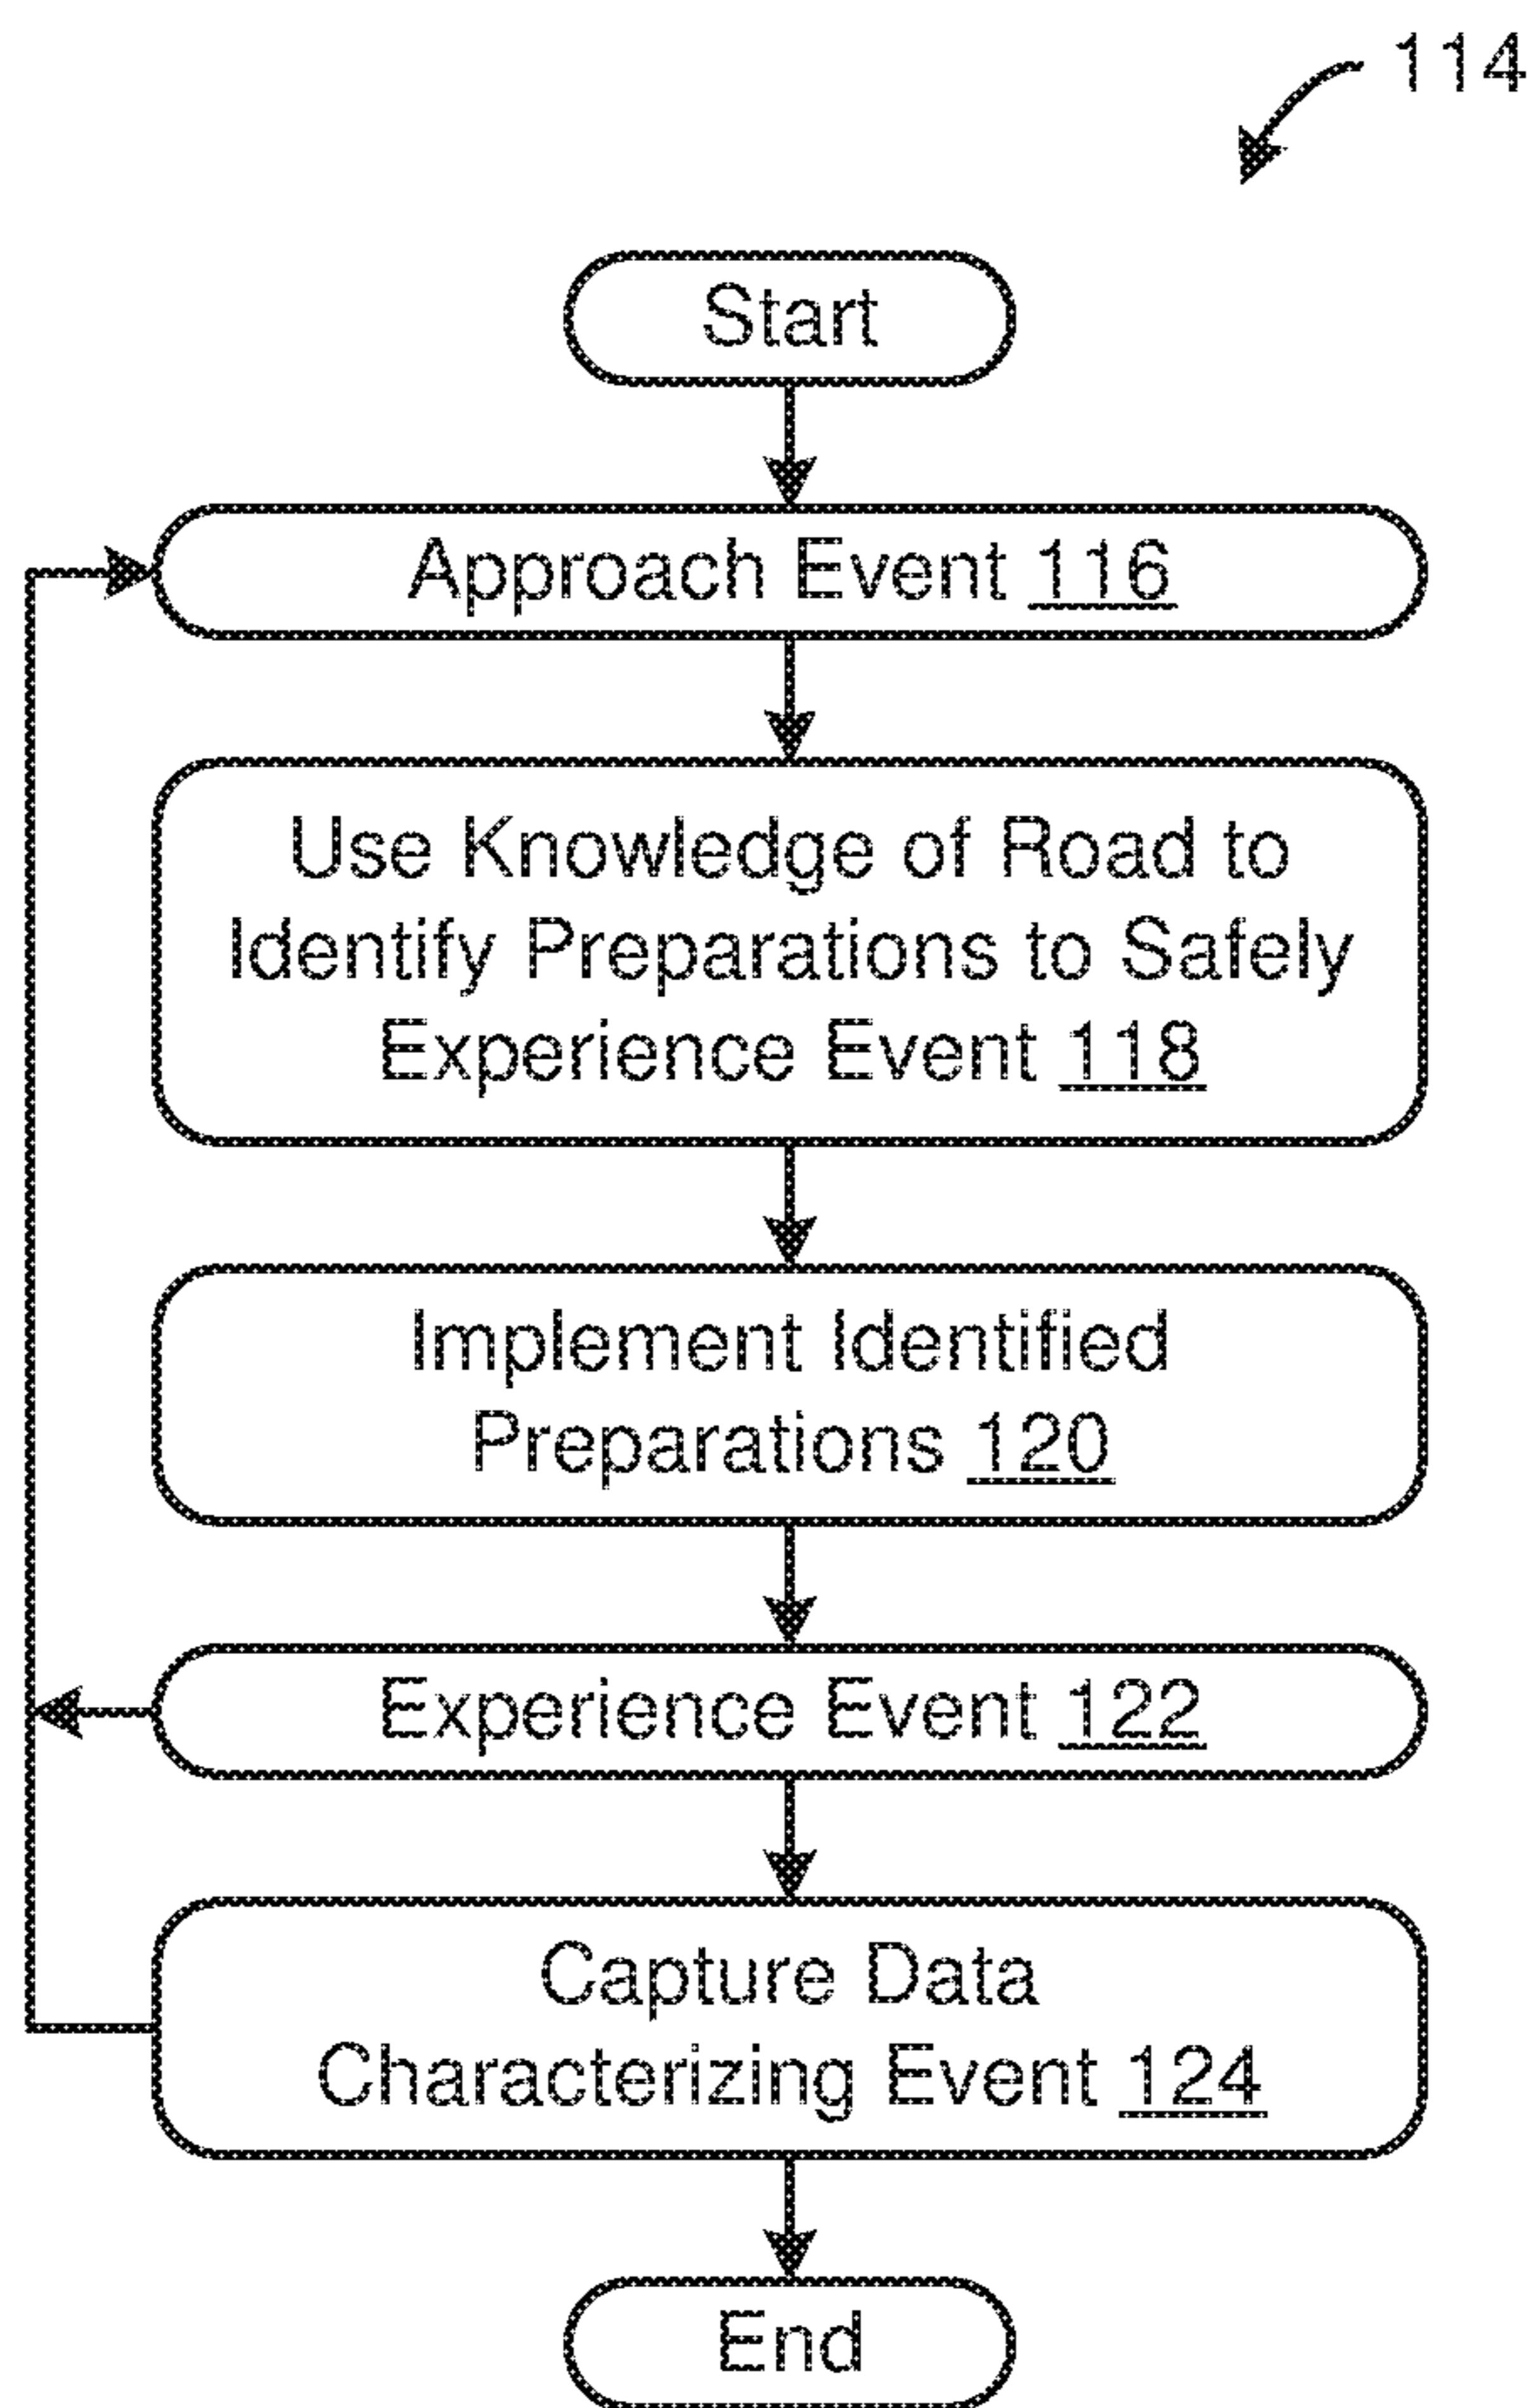 114
Start
Approach Event 116
Use Knowledge of Road to
Identify Preparations to Safely
Experience Event 118
Implement Identified
Preparations 120
Experience Event 122
Capture Data
Characterizing Event 124
End